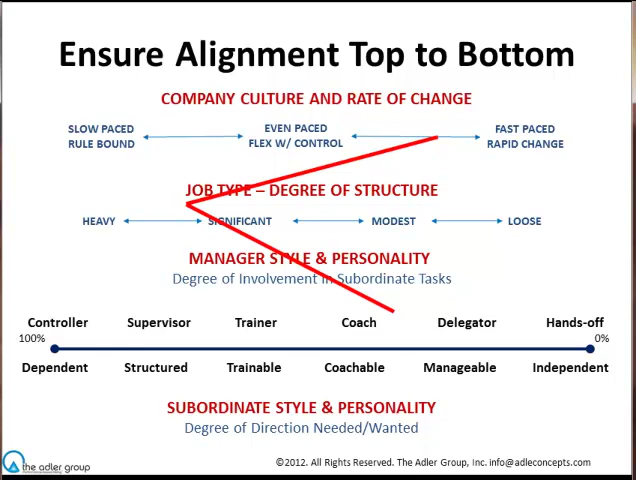 Ensure Alignment Top to Bottom
COMPANY CULTURE AND RATE OF CHANGE
SLOW PACED EVEN PACED FAST PACED
RULE BOUND FLEX W/ CONTROL RAPID CHANGE
JOB TYPE – DEGREE OF STRUCTURE
HEAVY SIGNIFICANT MODEST LOOSE
MANAGER STYLE & PERSONALITY
Degree of Involvement in Subordinate Tasks
Controller Supervisor Trainer Coach Delegator Hands-off
100% 0%
Dependent Structured Trainable Coachable Manageable Independent
SUBORDINATE STYLE & PERSONALITY
Degree of Direction Needed/Wanted
the adler group
©2012. All Rights Reserved. The Adler Group, Inc. info@adleconcepts.com